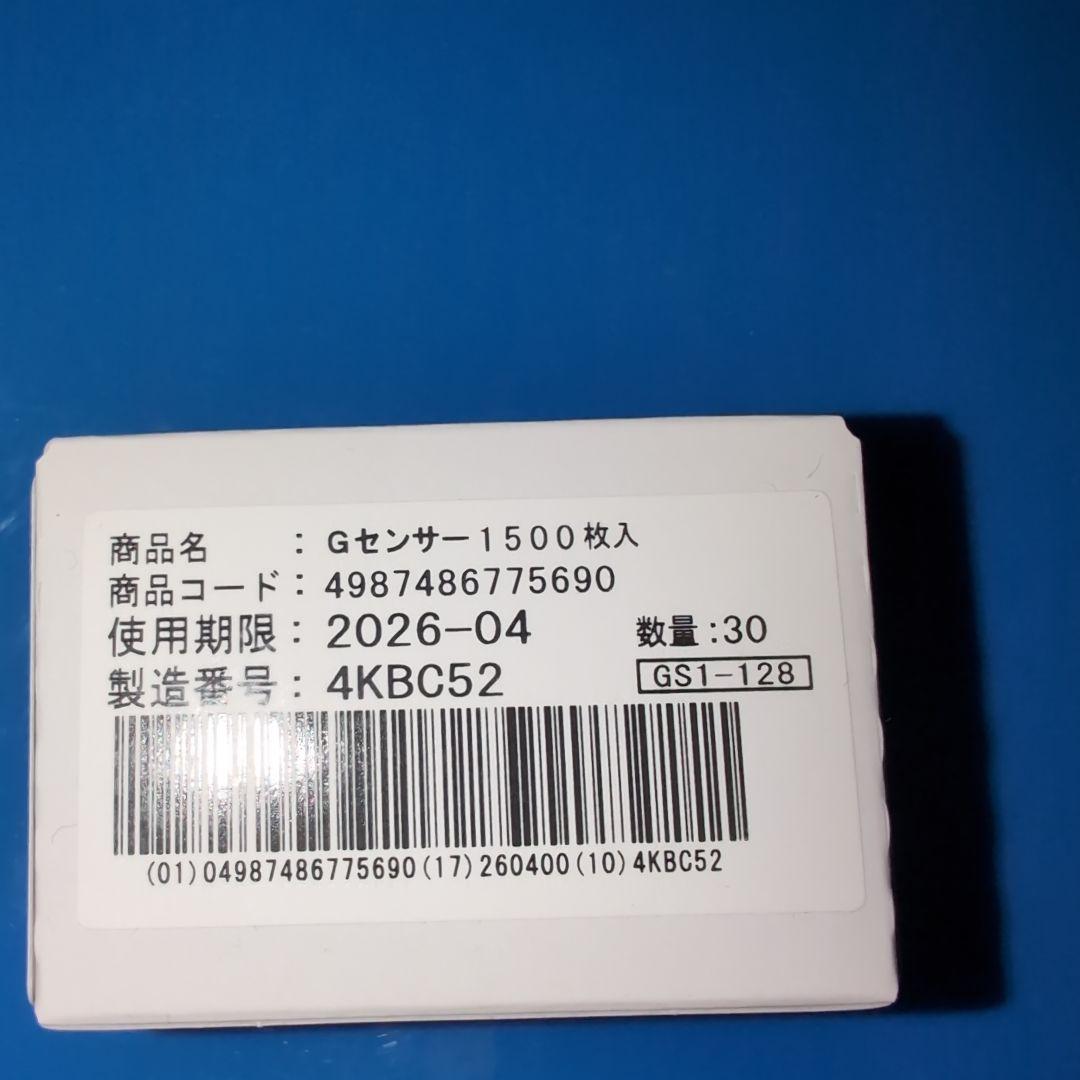 商品名 : Gセンサー1500枚入
商品コード : 4987486775690
使用期限 : 2026-04 数量 : 30
製造番号 : 4KBC52 GS1-128
(01)04987486775690(17)260400(10)4KBC52